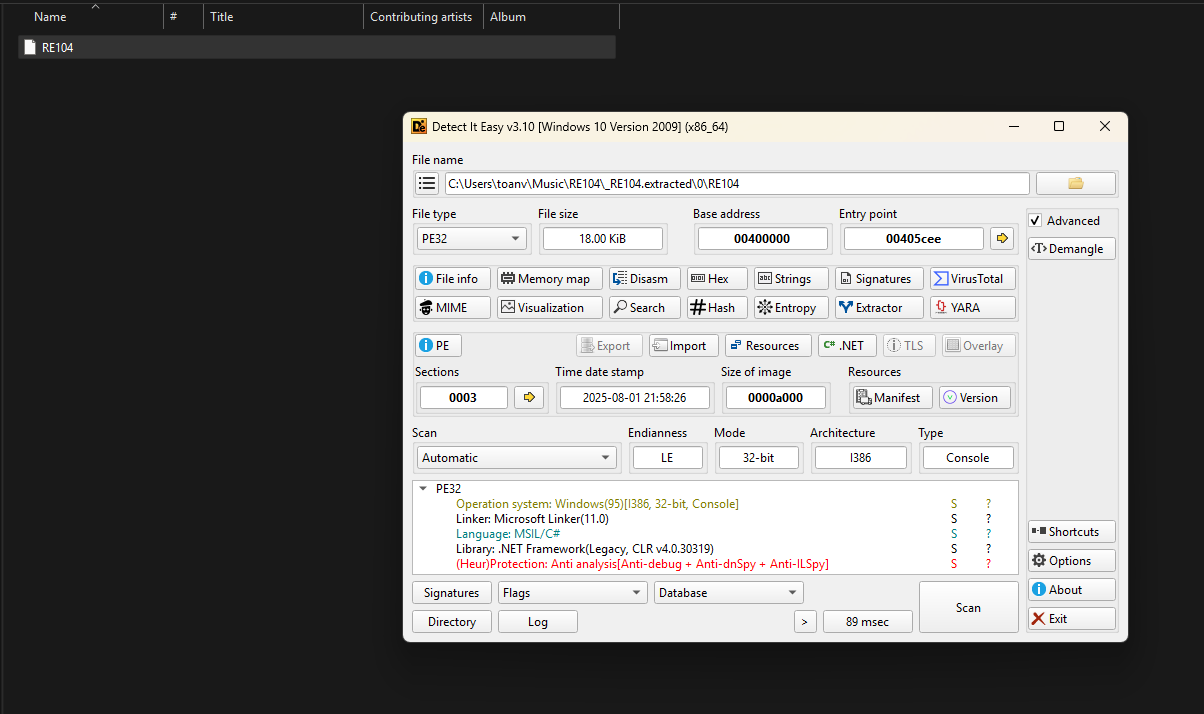 Name # Title Contributing artists Album
RE104
Detect It Easy v3.10 [Windows 10 Version 2009] (x86_64)
File name
C:\Users\toanv\Music\RE104\_RE104.extracted\0\RE104
File type File size Base address Entry point Advanced
PE32 18.00 KiB 00400000 00405cee
Demangle
File info Memory map Disasm Hex Strings Signatures VirusTotal
MIME Visualization Search Hash Entropy Extractor YARA
PE Export Import Resources .NET TLS Overlay
Sections Time date stamp Size of image Resources
0003 2025-08-01 21:58:26 0000a000 Manifest Version
Scan Endianness Mode Architecture Type
Automatic LE 32-bit I386 Console
PE32
Operation system: Windows(95)[I386, 32-bit, Console] S ?
Linker: Microsoft Linker(11.0) S ?
Language: MSIL/C# S ?
Library: .NET Framework(Legacy, CLR v4.0.30319) S ?
(Heur)Protection: Anti analysis[Anti-debug + Anti-dnSpy + Anti-ILSpy] S ?
Shortcuts
Options
About
Exit
Signatures Flags Database
Directory Log > 89 msec Scan